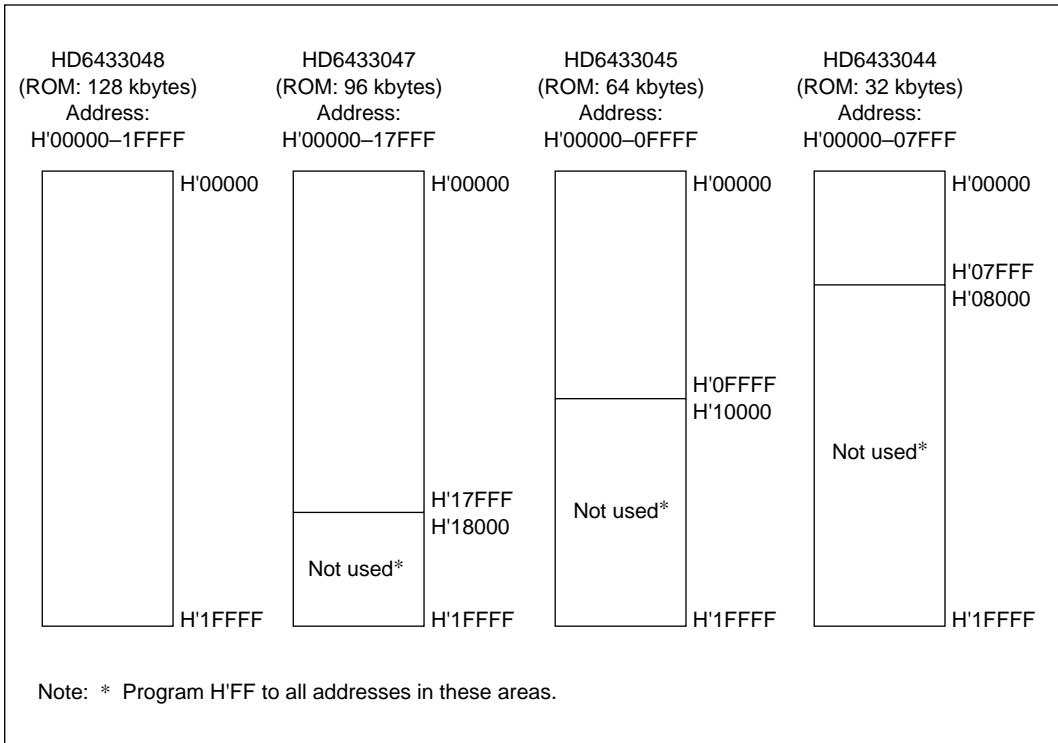 HD6433048
(ROM: 128 kbytes)
Address:
H'00000–1FFFF
HD6433047
(ROM: 96 kbytes)
Address:
H'00000–17FFF
HD6433045
(ROM: 64 kbytes)
Address:
H'00000–0FFFF
HD6433044
(ROM: 32 kbytes)
Address:
H'00000–07FFF
H'00000
H'1FFFF
H'00000
H'17FFF
H'18000
Not used*
H'1FFFF
H'00000
H'0FFFF
H'10000
Not used*
H'1FFFF
H'00000
H'07FFF
H'08000
Not used*
H'1FFFF
Note: * Program H'FF to all addresses in these areas.